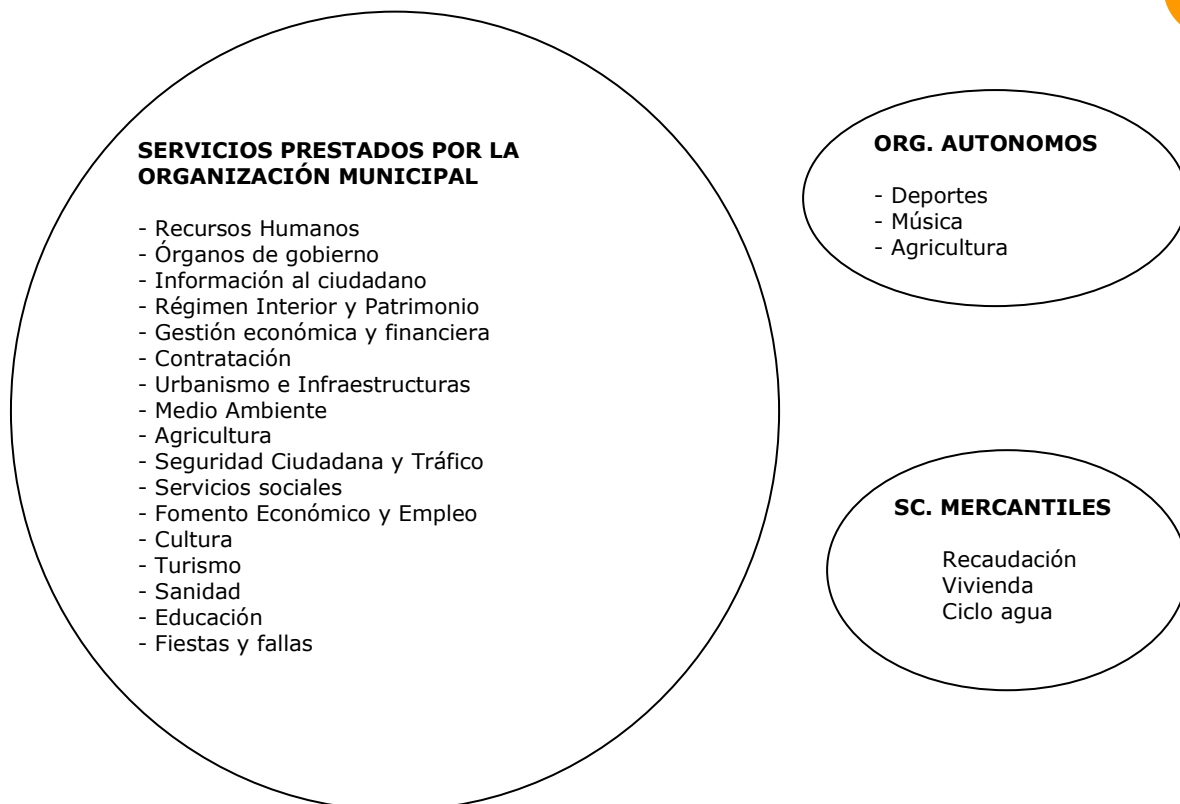 SERVICIOS PRESTADOS POR LA
ORGANIZACIÓN MUNICIPAL
- Recursos Humanos
- Órganos de gobierno
- Información al ciudadano
- Régimen Interior y Patrimonio
- Gestión económica y financiera
- Contratación
- Urbanismo e Infraestructuras
- Medio Ambiente
- Agricultura
- Seguridad Ciudadana y Tráfico
- Servicios sociales
- Fomento Económico y Empleo
- Cultura
- Turismo
- Sanidad
- Educación
- Fiestas y fallas
ORG. AUTONOMOS
- Deportes
- Música
- Agricultura
SC. MERCANTILES
Recaudación
Vivienda
Ciclo agua